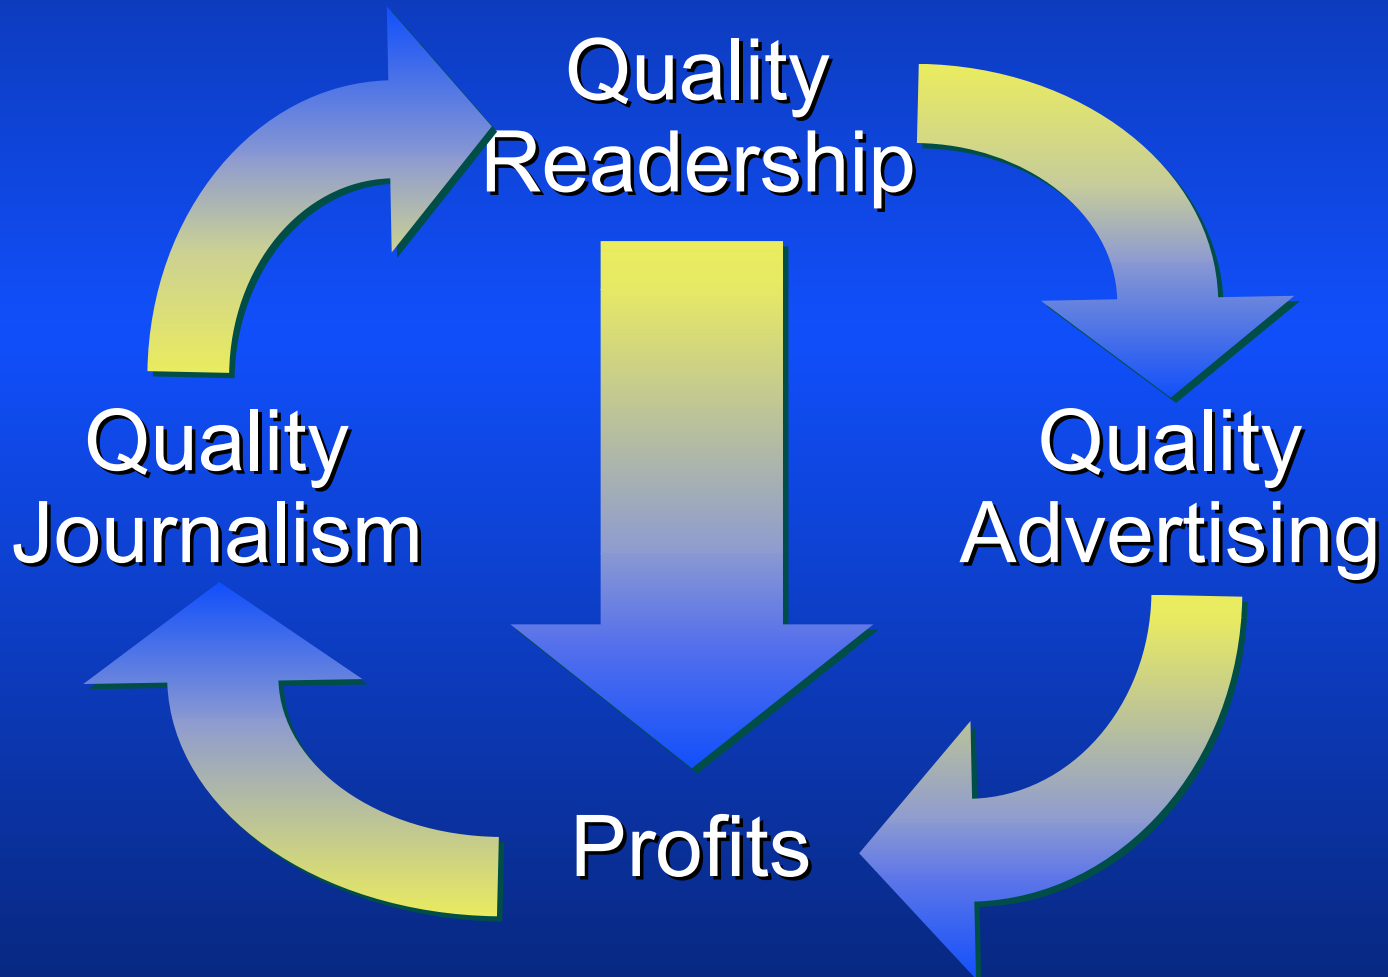 Quality
Readership
Quality
Journalism
Quality
Advertising
Profits